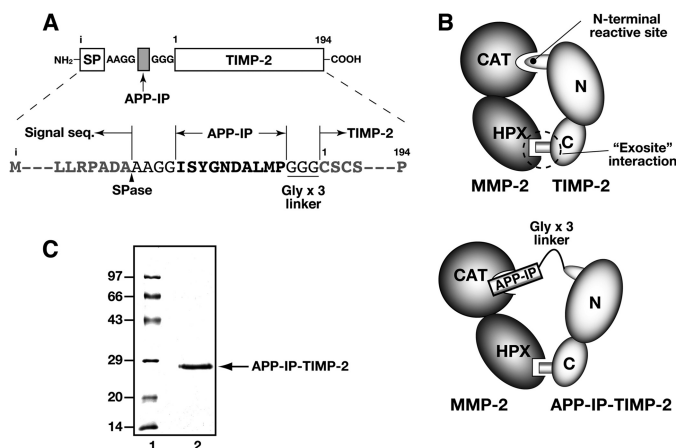 A
i
1
194
NH₂
SP
AAGG
GGG
TIMP-2
COOH
APP-IP
Signal seq.
APP-IP
TIMP-2
i
1
194
M---LLRPADAAAGGISYGNDALMPGGGCSCS---P
SPase
Gly x 3
linker
B
N-terminal
reactive site
CAT
N
HPX
C
"Exosite"
interaction
MMP-2
TIMP-2
Gly x 3
linker
CAT
APP-IP
N
HPX
C
MMP-2
APP-IP-TIMP-2
C
97
66
43
29
20
14
APP-IP-TIMP-2
1
2